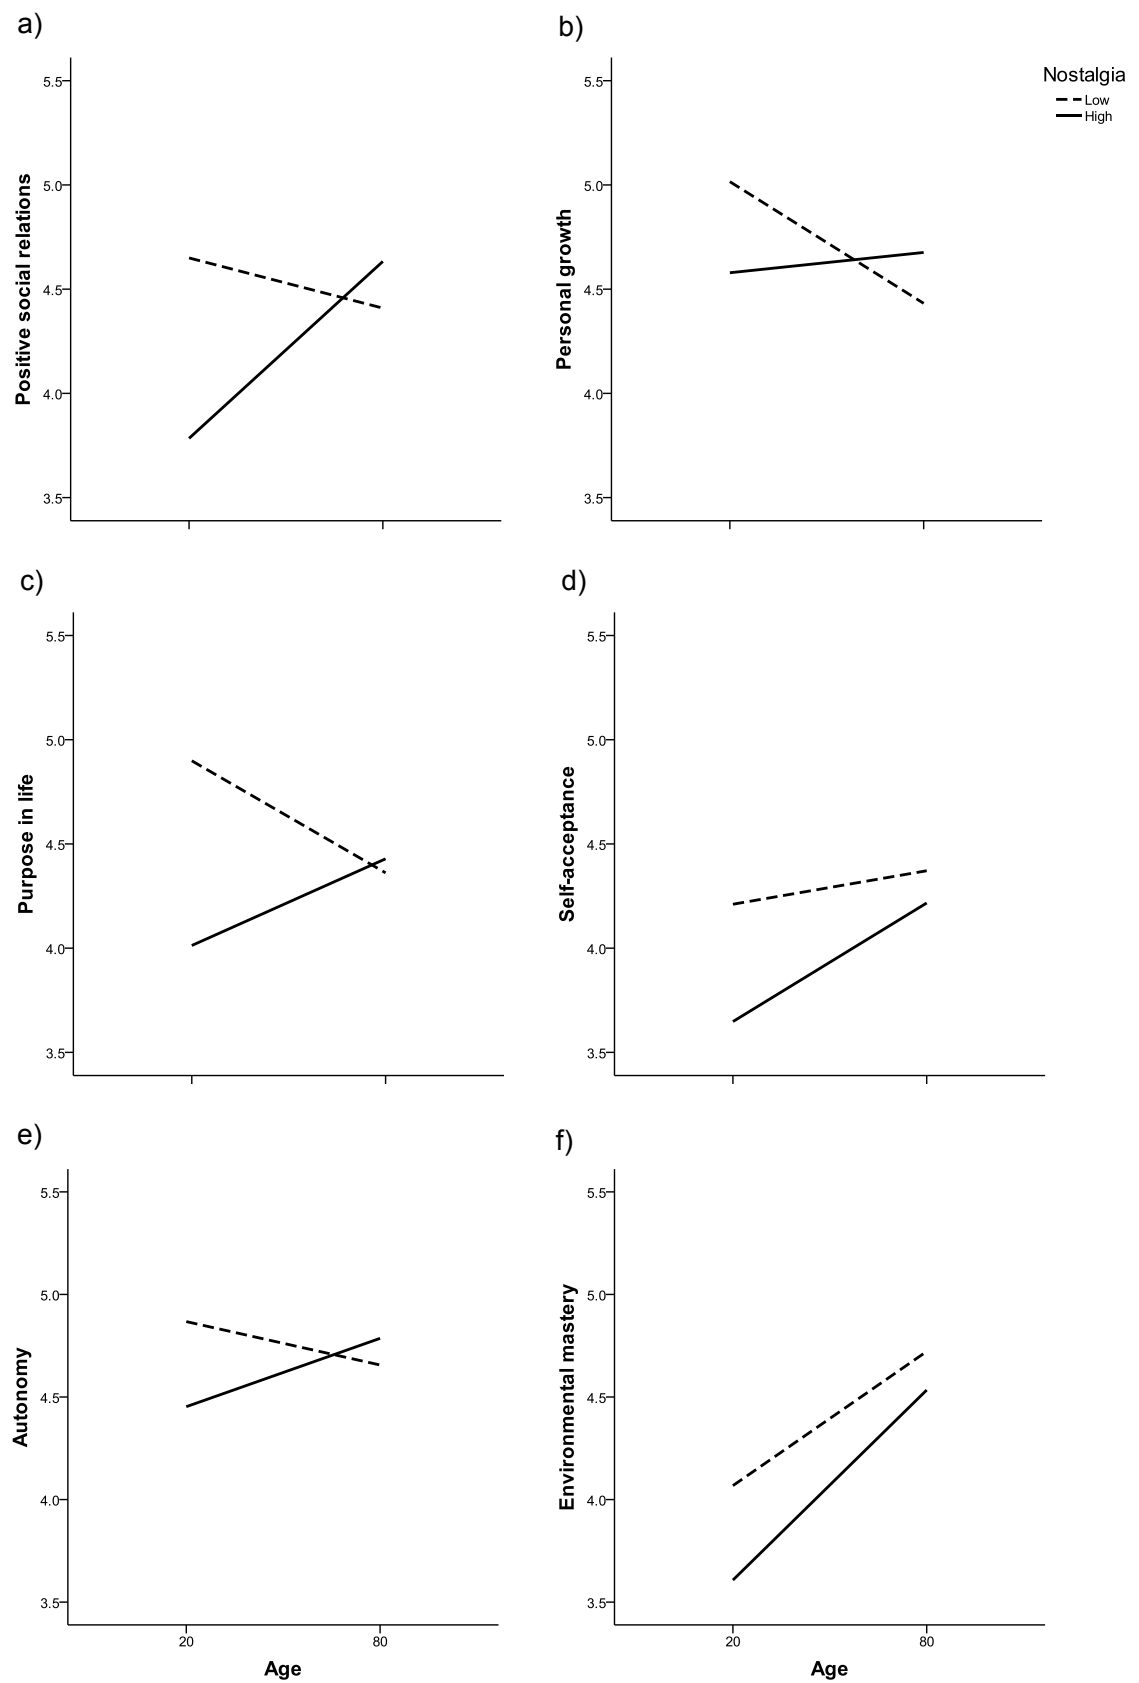 a)
5.5
5.0
4.5
4.0
3.5
Positive social relations
b)
5.5
5.0
4.5
4.0
3.5
Personal growth
Nostalgia
Low
High
c)
5.5
5.0
4.5
4.0
3.5
Purpose in life
d)
5.5
5.0
4.5
4.0
3.5
Self-acceptance
e)
5.5
5.0
4.5
4.0
3.5
Autonomy
20 80
Age
f)
5.5
5.0
4.5
4.0
3.5
Environmental mastery
20 80
Age